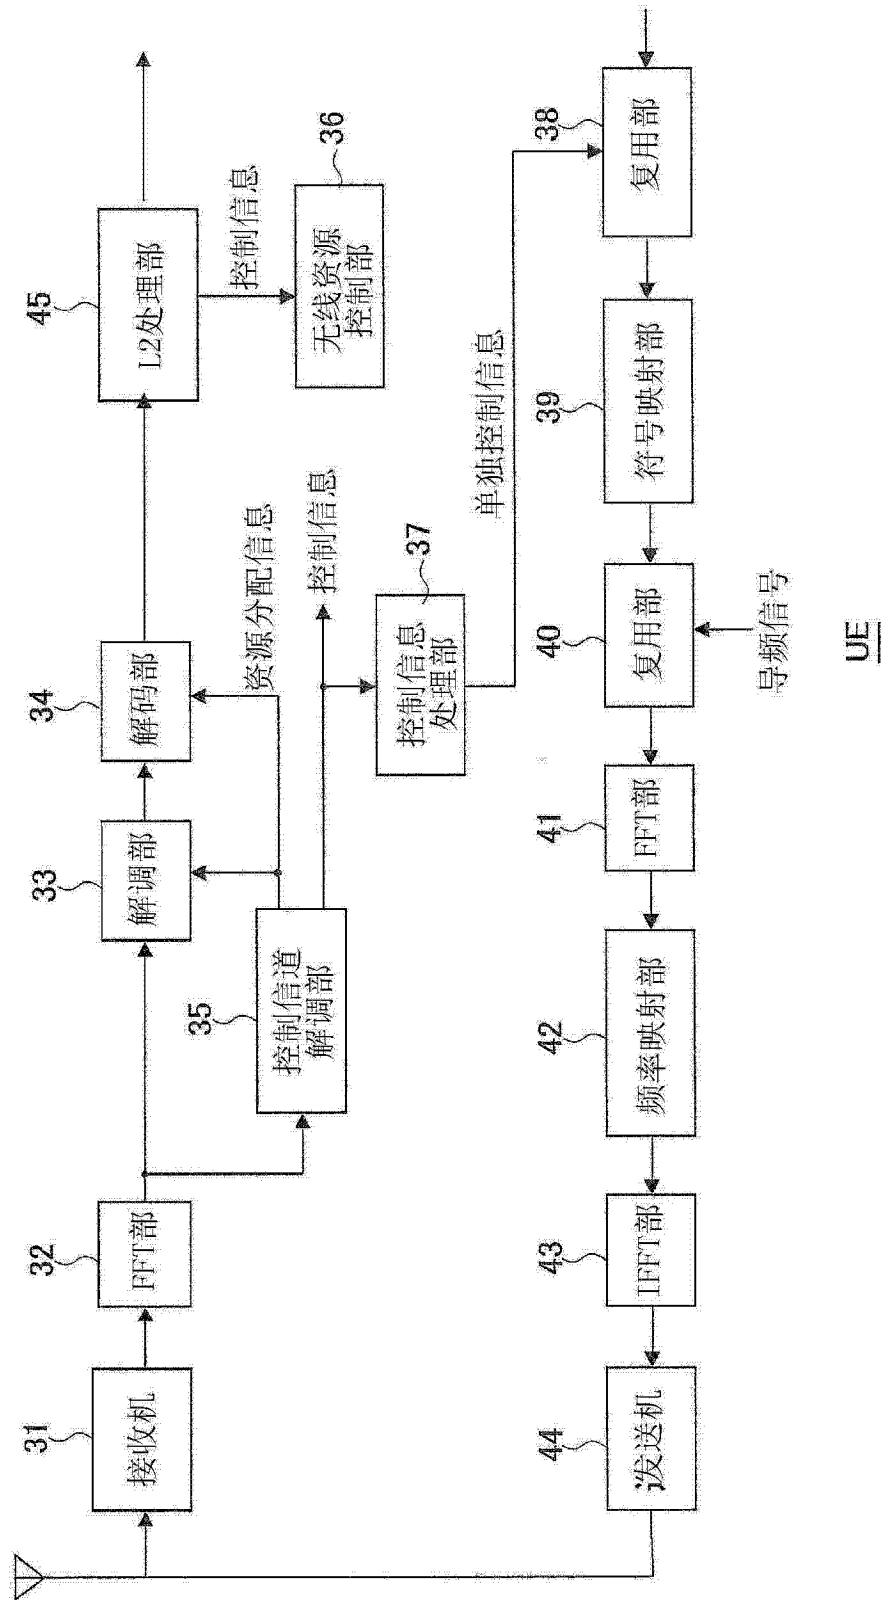 45
L2处理部
控制信息
36
无线资源
控制部
34
解码部
33
解调部
资源分配信息
控制信息
35
控制信道
解调部
37
控制信息
处理部
单独控制信息
32
FFT部
31
接收机
38
复用部
39
符号映射部
40
复用部
导频信号
41
FFT部
42
频率映射部
43
IFFT部
44
发送机
UE